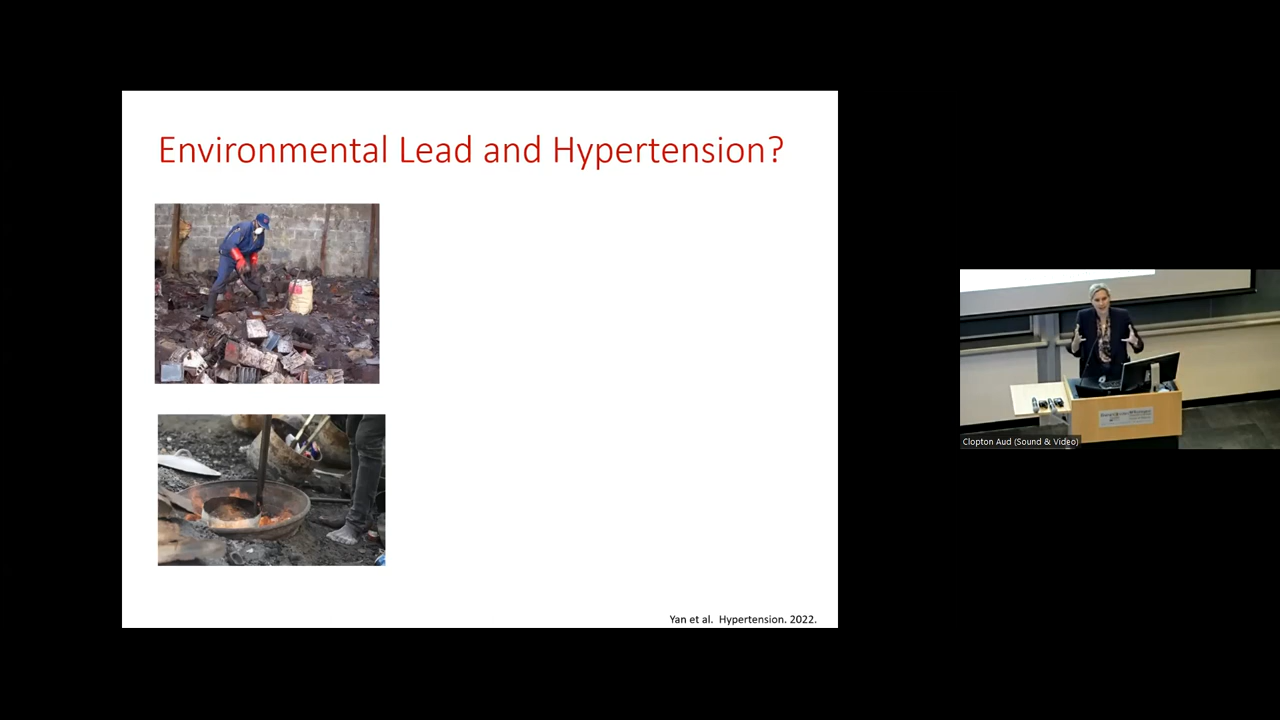 Environmental Lead and Hypertension?
Yan et al. Hypertension. 2022.
Clopton Aud (Sound & Video)